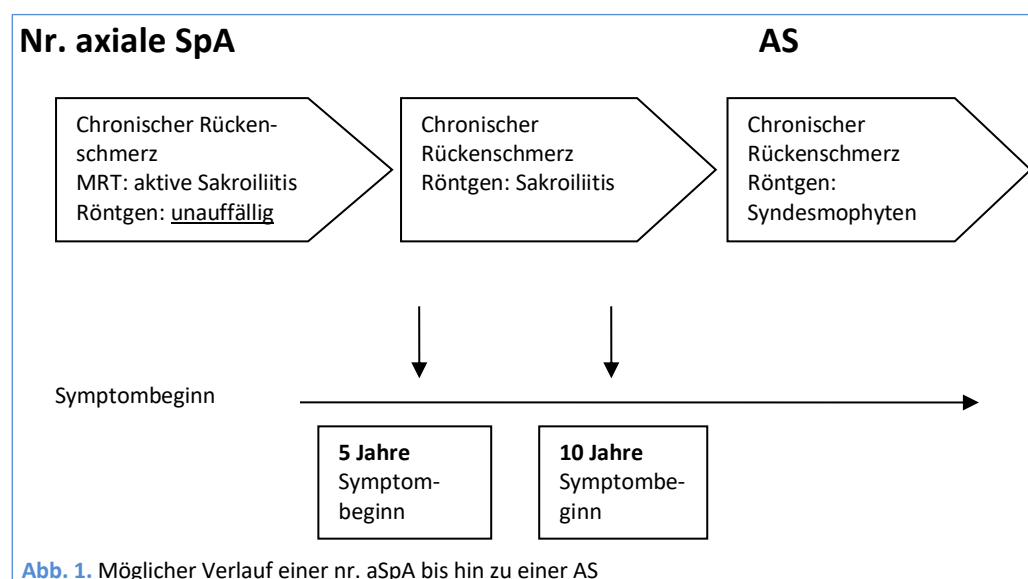 Nr. axiale SpA AS
Chronischer Rücken-
schmerz
MRT: aktive Sakroiliitis
Röntgen: unauffällig
Chronischer
Rückenschmerz
Röntgen: Sakroiliitis
Chronischer
Rückenschmerz
Röntgen:
Syndesmophyten
Symptombeginn
5 Jahre
Symptom-
beginn
10 Jahre
Symptombe-
ginn
Abb. 1. Möglicher Verlauf einer nr. aSpA bis hin zu einer AS